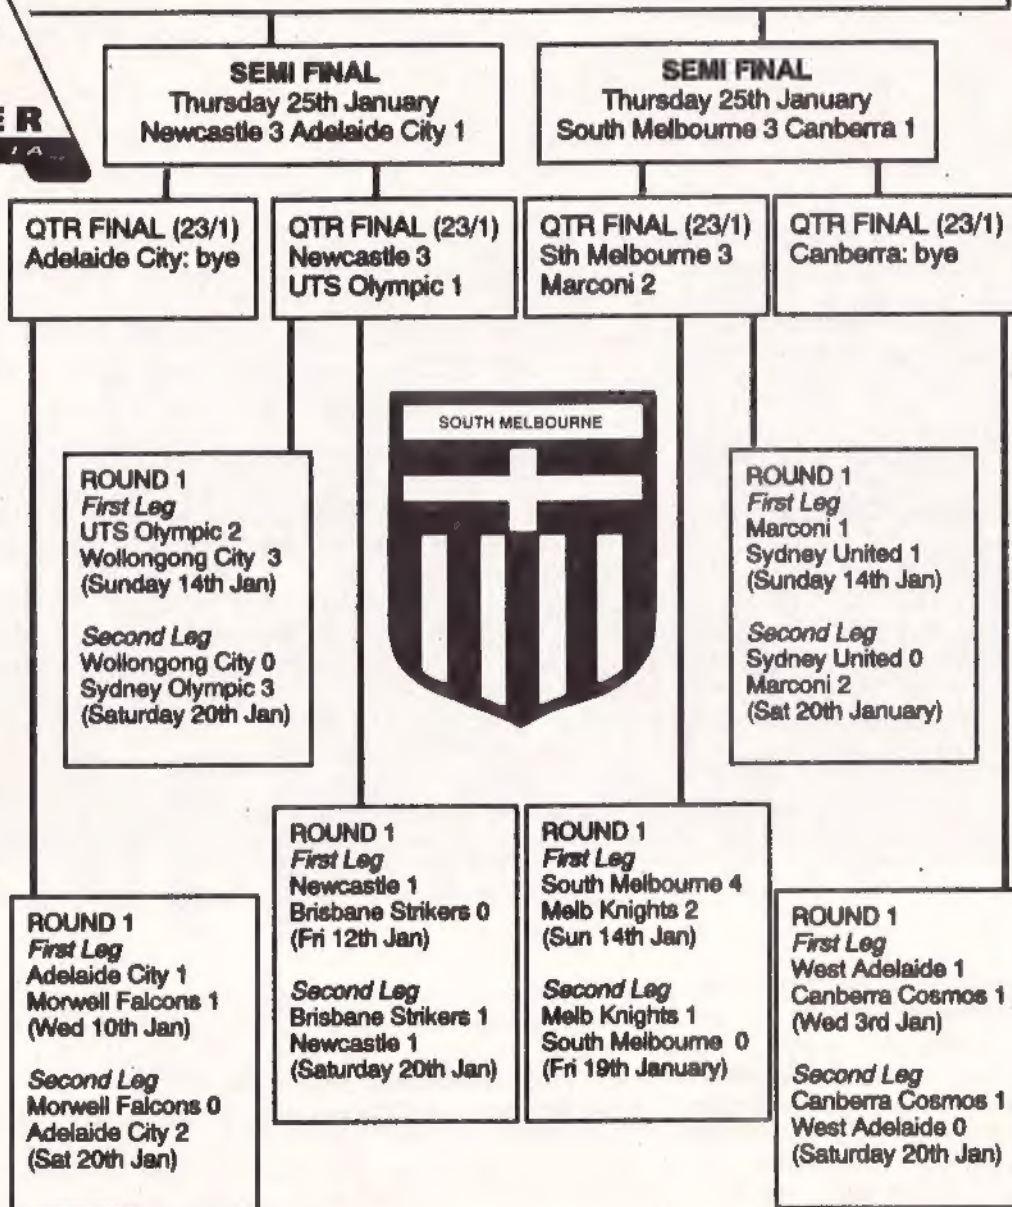 SEMI FINAL
Thursday 25th January
Newcastle 3 Adelaide City 1
SEMI FINAL
Thursday 25th January
South Melbourne 3 Canberra 1
QTR FINAL (23/1)
Adelaide City: bye
QTR FINAL (23/1)
Newcastle 3
UTS Olympic 1
QTR FINAL (23/1)
Sth Melbourne 3
Marconi 2
QTR FINAL (23/1)
Canberra: bye
SOUTH MELBOURNE
ROUND 1
First Leg
UTS Olympic 2
Wollongong City 3
(Sunday 14th Jan)
Second Leg
Wollongong City 0
Sydney Olympic 3
(Saturday 20th Jan)
ROUND 1
First Leg
Marconi 1
Sydney United 1
(Sunday 14th Jan)
Second Leg
Sydney United 0
Marconi 2
(Sat 20th January)
ROUND 1
First Leg
Adelaide City 1
Morwell Falcons 1
(Wed 10th Jan)
Second Leg
Morwell Falcons 0
Adelaide City 2
(Sat 20th Jan)
ROUND 1
First Leg
Newcastle 1
Brisbane Strikers 0
(Fri 12th Jan)
Second Leg
Brisbane Strikers 1
Newcastle 1
(Saturday 20th Jan)
ROUND 1
First Leg
South Melbourne 4
Melb Knights 2
(Sun 14th Jan)
Second Leg
Melb Knights 1
South Melbourne 0
(Fri 19th January)
ROUND 1
First Leg
West Adelaide 1
Canberra Cosmos 1
(Wed 3rd Jan)
Second Leg
Canberra Cosmos 1
West Adelaide 0
(Saturday 20th Jan)